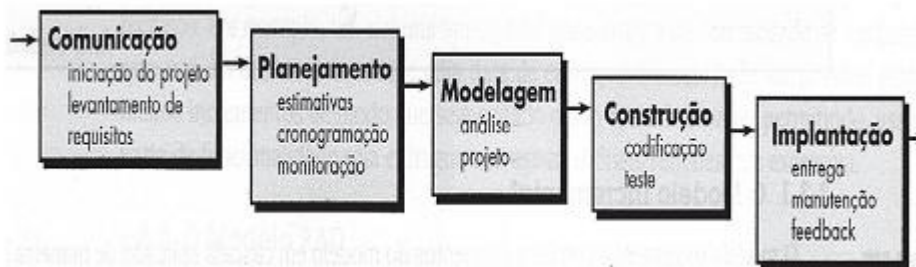 Comunicação
iniciação do projeto
levantamento de
requisitos
Planejamento
estimativas
cronogramação
monitoração
Modelagem
análise
projeto
Construção
codificação
teste
Implantação
entrega
manutenção
feedback